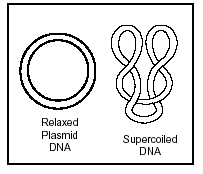 Relaxed
Plasmid
DNA
Supercoiled
DNA